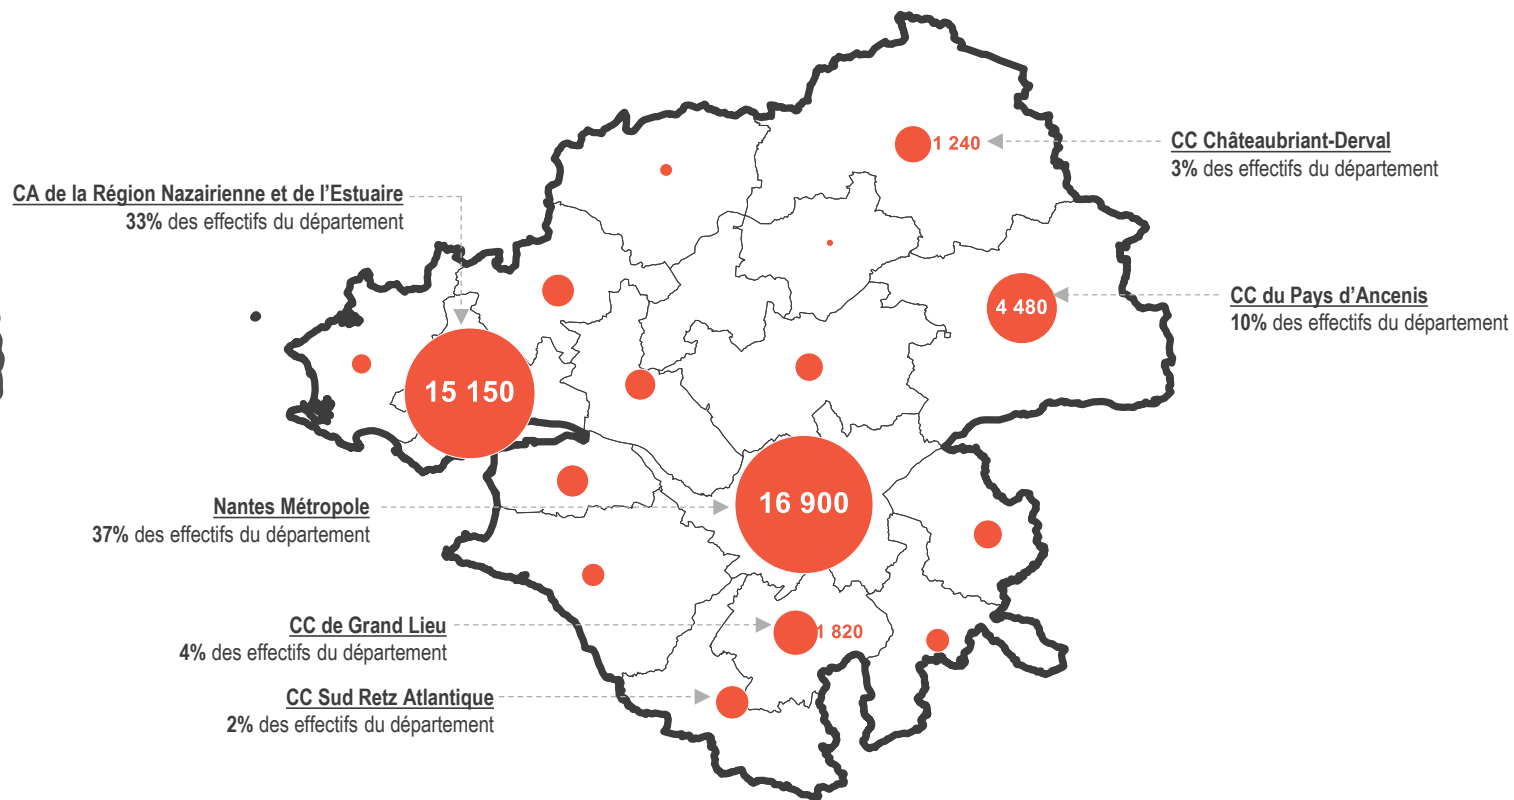 1 240
CC Châteaubriant-Derval
3% des effectifs du département
CA de la Région Nazairienne et de l’Estuaire
33% des effectifs du département
4 480
CC du Pays d’Ancenis
10% des effectifs du département
15 150
Nantes Métropole
37% des effectifs du département
16 900
CC de Grand Lieu
4% des effectifs du département
1 820
CC Sud Retz Atlantique
2% des effectifs du département